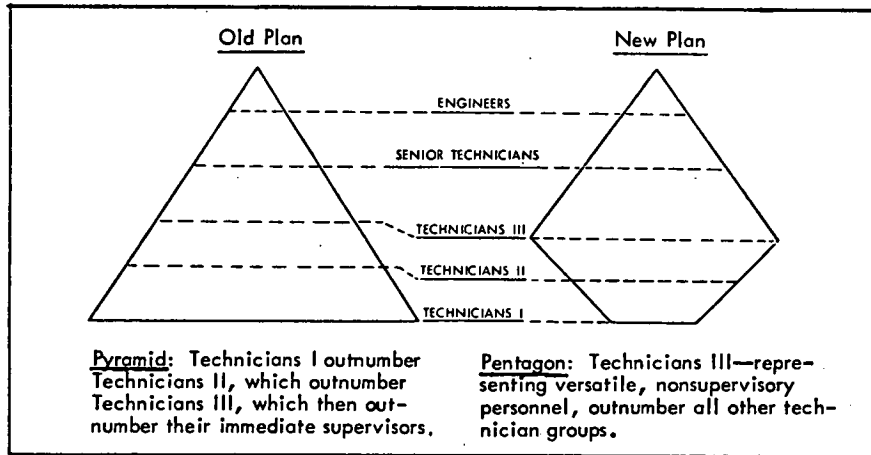 Old Plan
New Plan
ENGINEERS
SENIOR TECHNICIANS
TECHNICIANS III
TECHNICIANS II
TECHNICIANS I
Pyramid: Technicians I outnumber
Technicians II, which outnumber
Technicians III, which then out-
number their immediate supervisors.
Pentagon: Technicians III—repre-
senting versatile, nonsupervisory
personnel, outnumber all other tech-
nician groups.